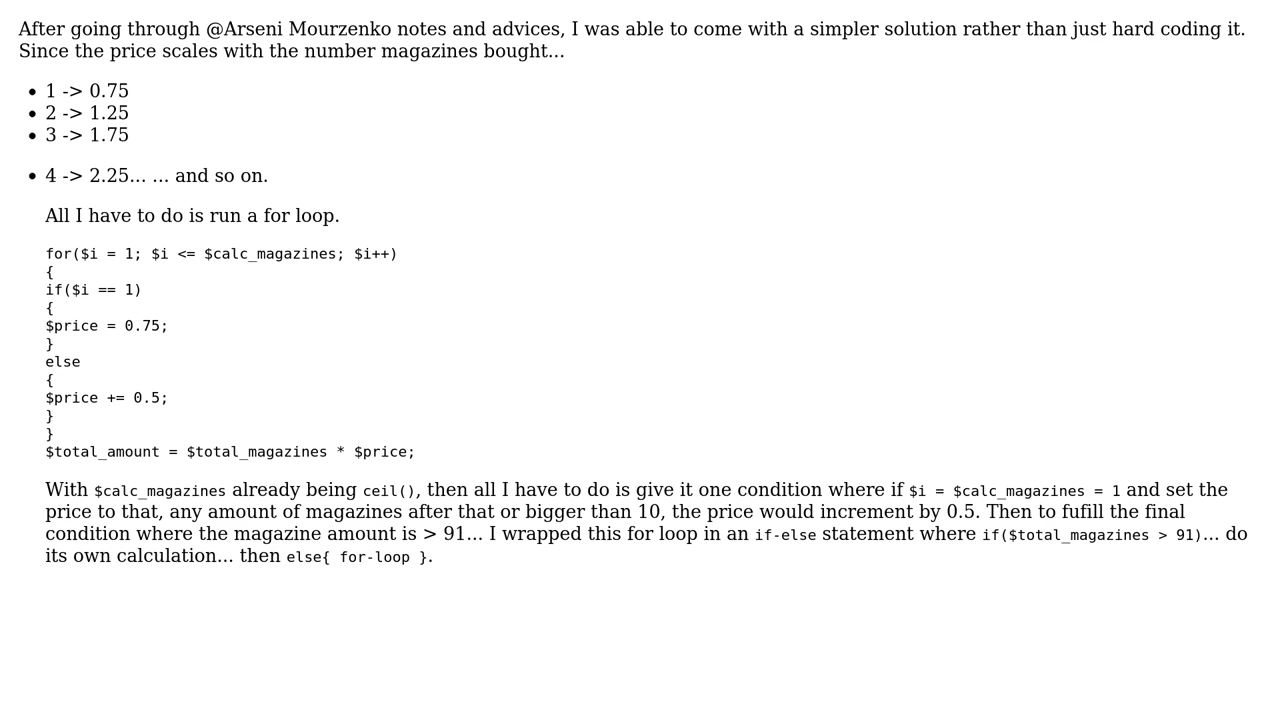 After going through @Arseni Mourzenko notes and advices, I was able to come with a simpler solution rather than just hard coding it.
Since the price scales with the number magazines bought...
• 1 -> 0.75
• 2 -> 1.25
• 3 -> 1.75
• 4 -> 2.25... ... and so on.
All I have to do is run a for loop.
for($i = 1; $i <= $calc_magazines; $i++)
{
if($i == 1)
{
$price = 0.75;
}
else
{
$price += 0.5;
}
}
$total_amount = $total_magazines * $price;
With $calc_magazines already being ceil(), then all I have to do is give it one condition where if $i = $calc_magazines = 1 and set the
price to that, any amount of magazines after that or bigger than 10, the price would increment by 0.5. Then to fufill the final
condition where the magazine amount is > 91... I wrapped this for loop in an if-else statement where if($total_magazines > 91)... do
its own calculation... then else{ for-loop }.